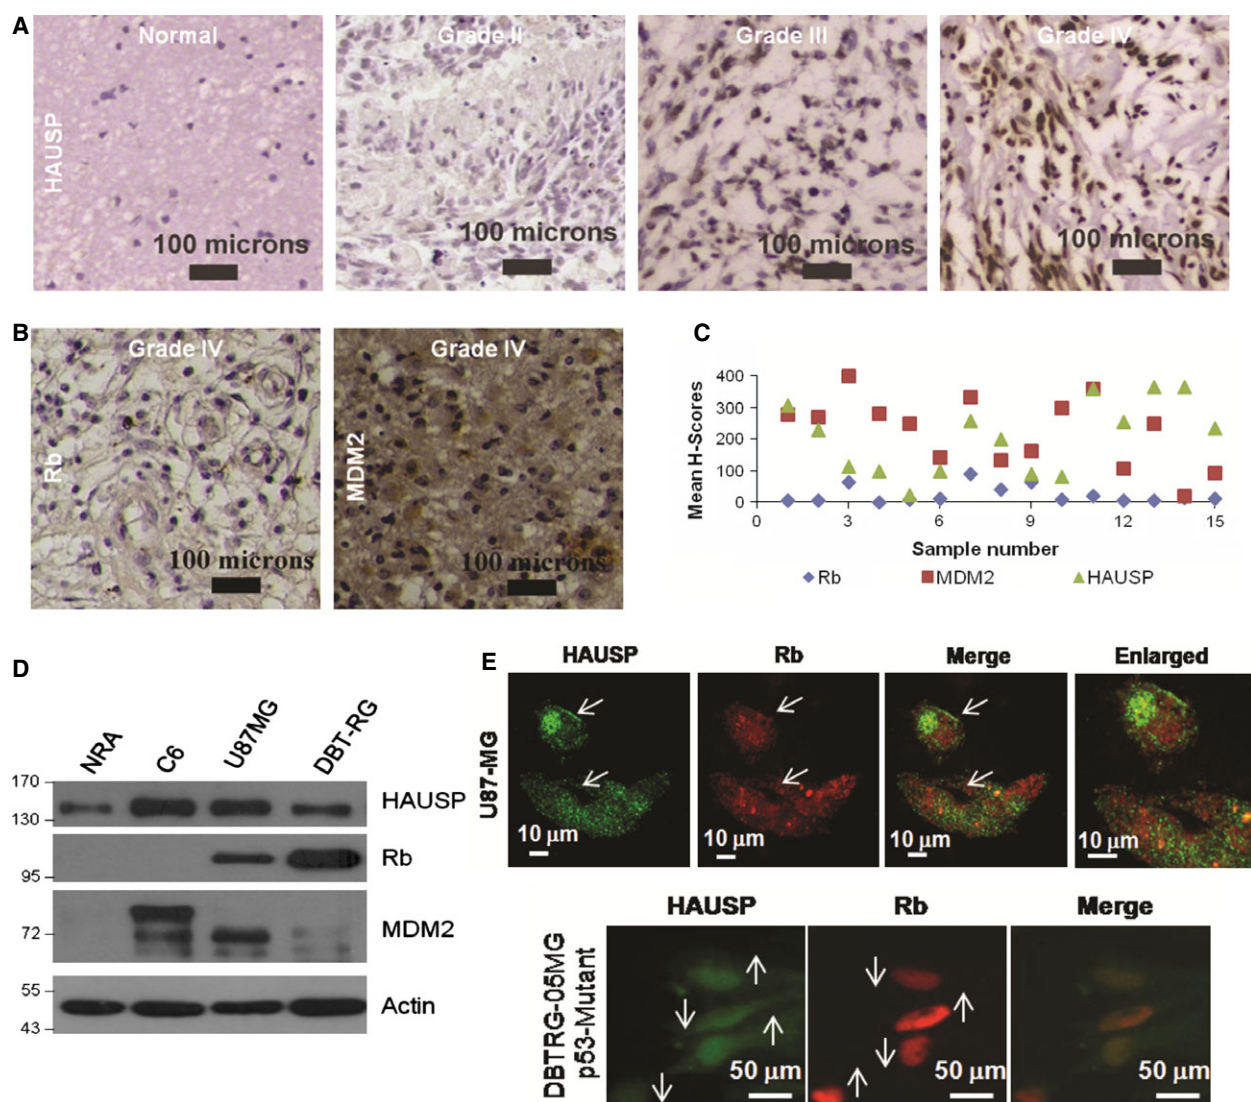 A
Normal
Grade II
Grade III
Grade IV
HAUSP
100 microns
100 microns
100 microns
100 microns
B
Grade IV
Grade IV
Rb
MDM2
100 microns
100 microns
C
Mean H-Scores
400
300
200
100
0
0 3 6 9 12 15
Sample number
Rb MDM2 HAUSP
D
NRA C6 U87MG DBT-RG
170
130
HAUSP
95
Rb
72
MDM2
55
43
Actin
E
HAUSP Rb Merge Enlarged
U87-MG
10 μm 10 μm 10 μm 10 μm
HAUSP Rb Merge
DBTRG-05MG
p53-Mutant
50 μm 50 μm 50 μm